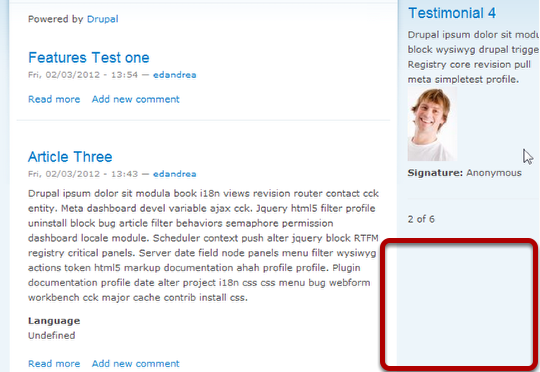 Powered by Drupal
Features Test one
Fri, 02/03/2012 - 13:54 — edandrea
Read more Add new comment
Article Three
Fri, 02/03/2012 - 13:43 — edandrea
Drupal ipsum dolor sit modula book i18n views revision router contact cck
entity. Meta dashboard devel variable ajax cck. Jquery html5 filter profile
uninstall block bug article filter behaviors semaphore permission
dashboard locale module. Scheduler context push alter jquery block RTFM
registry critical panels. Server date field node panels menu filter wysiwyg
actions token html5 markup documentation ahah profile profile. Plugin
documentation profile date alter project i18n css css menu bug webform
workbench cck major cache contrib install css.
Language
Undefined
Read more Add new comment
Testimonial 4
Drupal ipsum dolor sit modu
block wysiwyg drupal trigge
Registry core revision pull
meta simpletest profile.
Signature: Anonymous
2 of 6